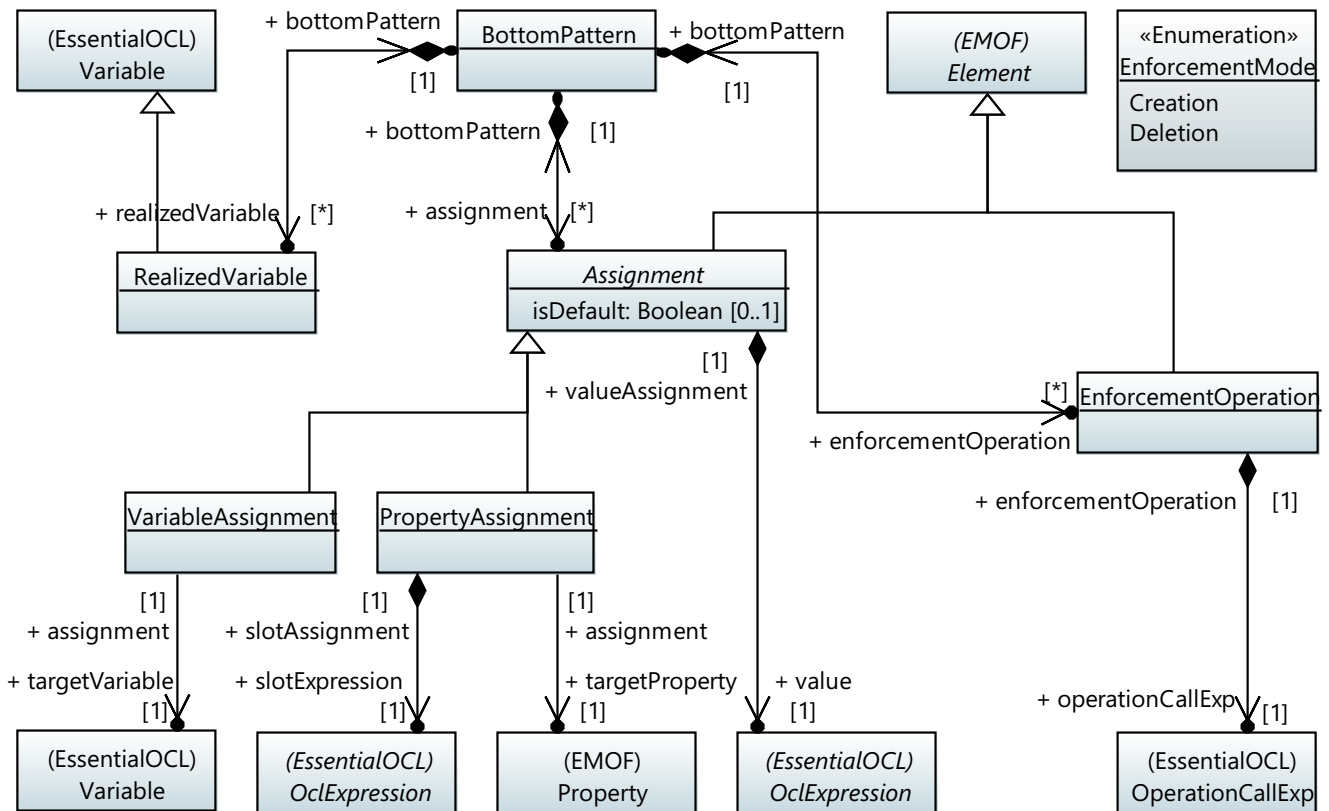 + bottomPattern
(EssentialOCL)
Variable
BottomPattern
+ bottomPattern
(EMOF)
Element
«Enumeration»
EnforcementMode
Creation
Deletion
[1]
[1]
+ bottomPattern
[1]
+ realizedVariable
[*]
+ assignment
[*]
RealizedVariable
Assignment
isDefault: Boolean [0..1]
[1]
+ valueAssignment
[*]
EnforcementOperation
+ enforcementOperation
VariableAssignment
PropertyAssignment
+ enforcementOperation
[1]
[1]
+ assignment
[1]
+ slotAssignment
[1]
+ assignment
+ targetVariable
[1]
+ slotExpression
[1]
+ targetProperty
[1]
+ value
[1]
+ operationCallExp
[1]
(EssentialOCL)
Variable
(EssentialOCL)
OclExpression
(EMOF)
Property
(EssentialOCL)
OclExpression
(EssentialOCL)
OperationCallExp